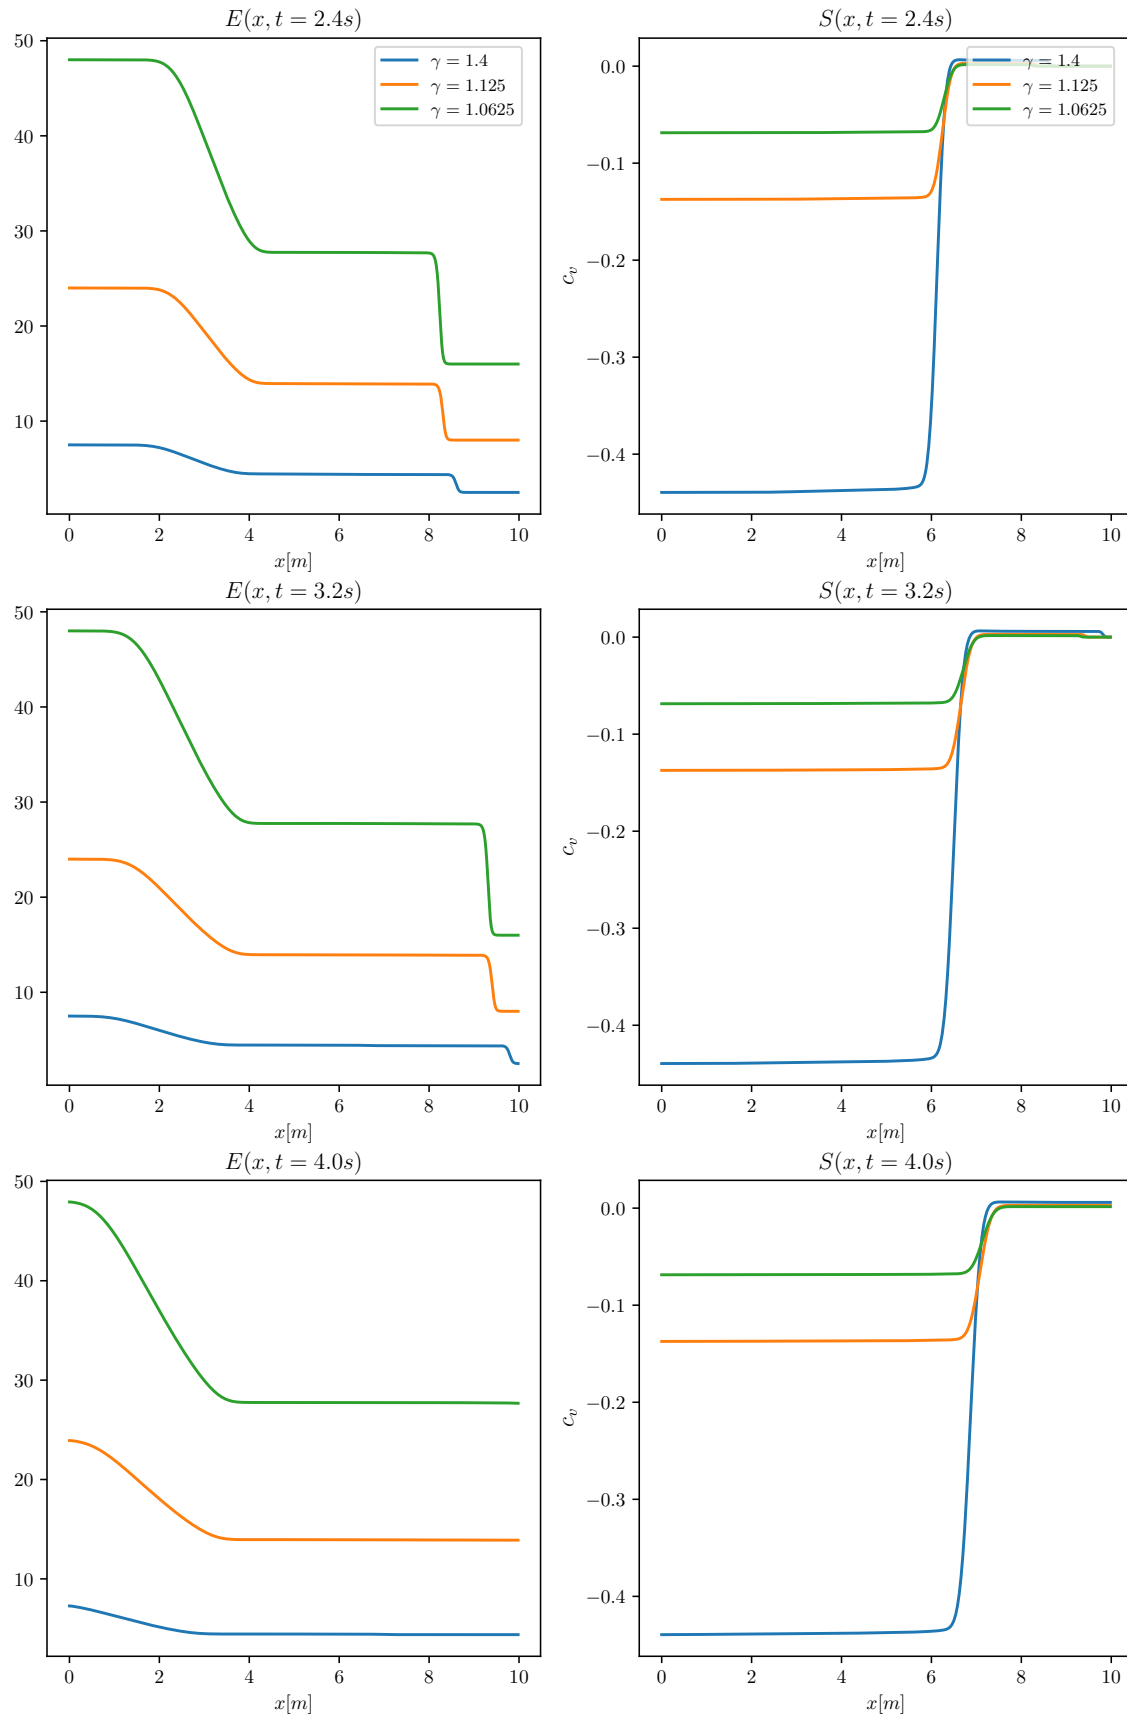 E(x, t = 2.4s)
50
40
30
20
10
0 2 4 6 8 10
x[m]
γ = 1.4
γ = 1.125
γ = 1.0625
S(x, t = 2.4s)
0.0
−0.1
−0.2
−0.3
−0.4
c_v
0 2 4 6 8 10
x[m]
γ = 1.4
γ = 1.125
γ = 1.0625
E(x, t = 3.2s)
50
40
30
20
10
0 2 4 6 8 10
x[m]
S(x, t = 3.2s)
0.0
−0.1
−0.2
−0.3
−0.4
c_v
0 2 4 6 8 10
x[m]
E(x, t = 4.0s)
50
40
30
20
10
0 2 4 6 8 10
x[m]
S(x, t = 4.0s)
0.0
−0.1
−0.2
−0.3
−0.4
c_v
0 2 4 6 8 10
x[m]